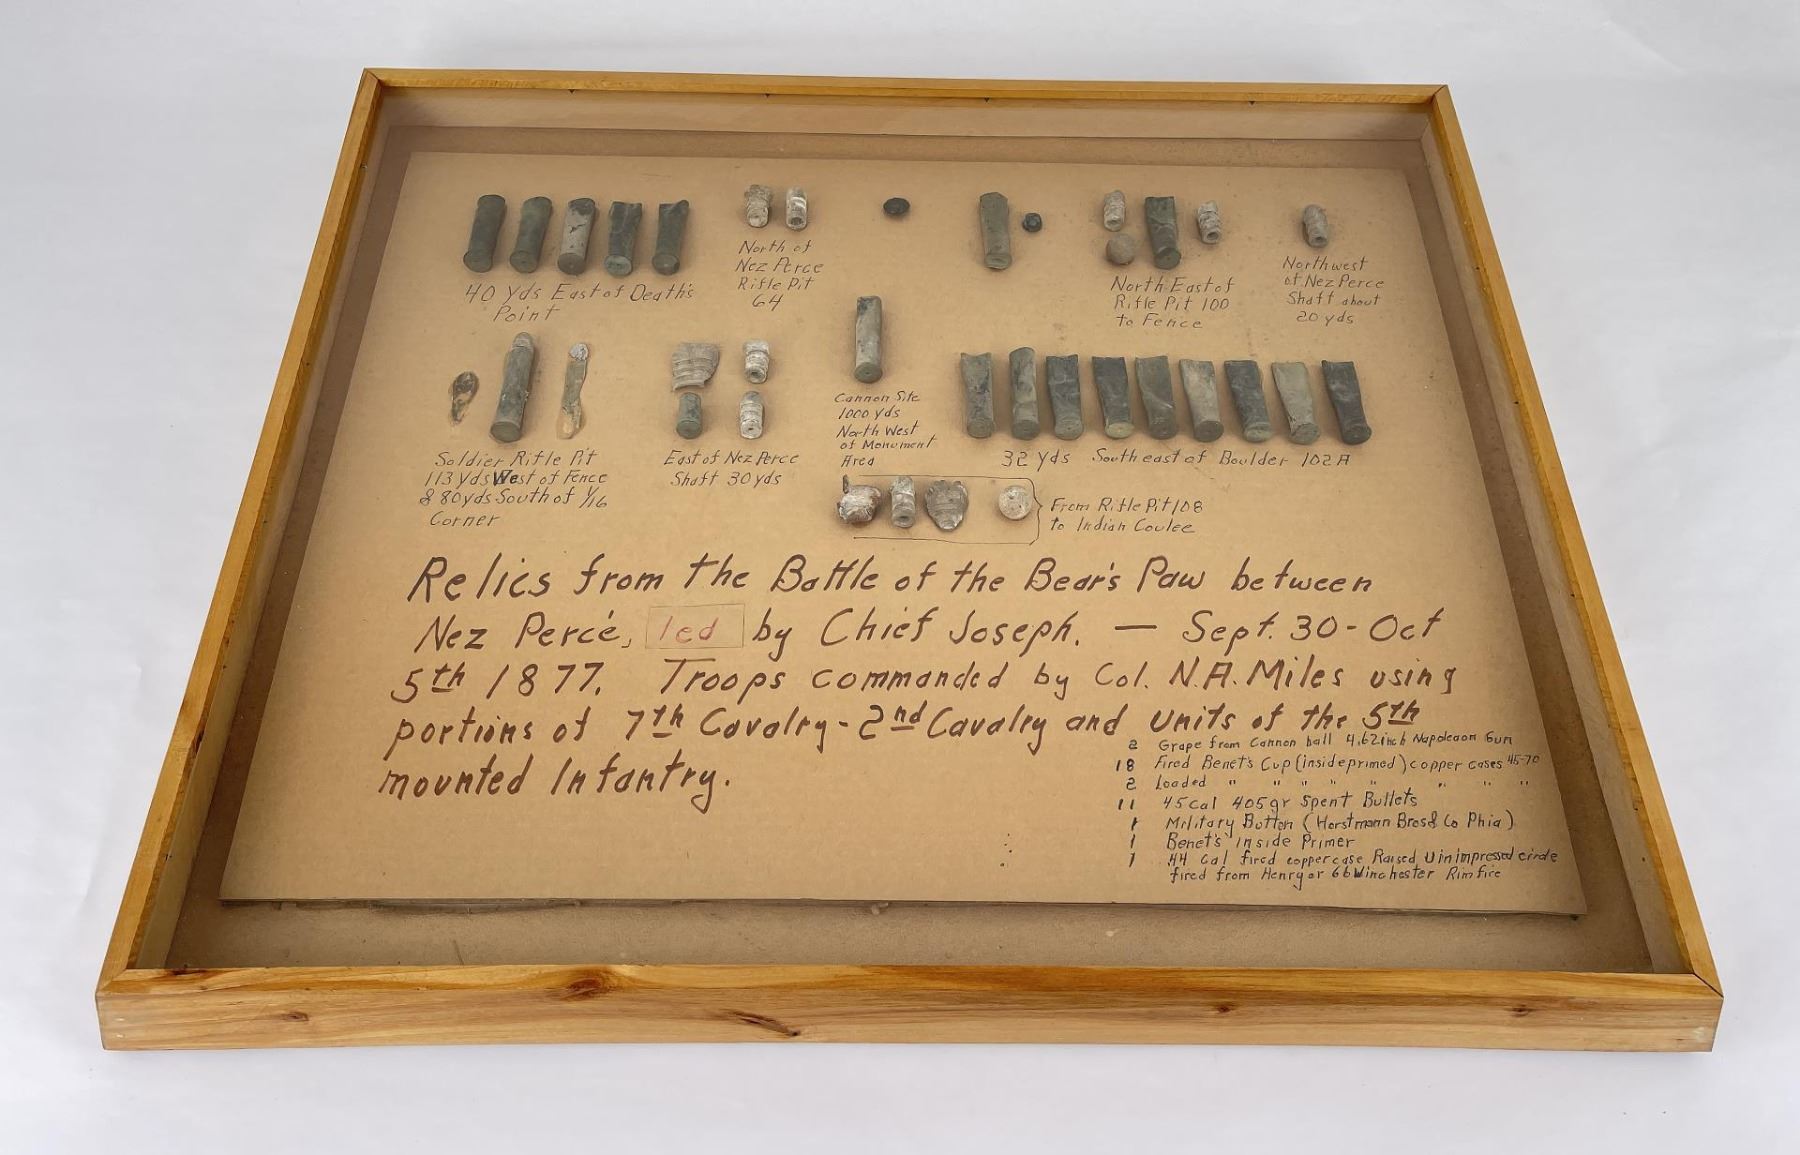 40 yds East of Death's
Point
North of
Nez Perce
Rifle Pit
64
North East of
Rifle Pit 100
to Fence
Northwest
of Nez Perce
Shaft about
20 yds
Soldier Rifle Pit
113 yds West of Fence
& 80 yds South of 1/16
Corner
East of Nez Perce
Shaft 30 yds
Cannon Site
1000 yds
North West
of Monument
Area
32 yds Southeast of Boulder 102A
From Rifle Pit 108
to Indian Coulee
Relics from the Battle of the Bear's Paw between
Nez Percé, led by Chief Joseph. — Sept. 30 - Oct
5th 1877. Troops commanded by Col. N.A. Miles using
portions of 7th Cavalry - 2nd Cavalry and units of the 5th
mounted Infantry.
2 Grape from Cannon ball 4.62 inch Napoleon Gun
18 Fired Benet's Cup (inside primed) copper cases 45-70
2 loaded " " " " " " "
11 45 cal 405 gr Spent Bullets
1 Military Button (Horstmann Bros & Co Phia)
1 Benet's inside Primer
1 44 Cal fired copper case Raised Uninmpressed circle
fired from Henry or 66 Winchester Rimfire